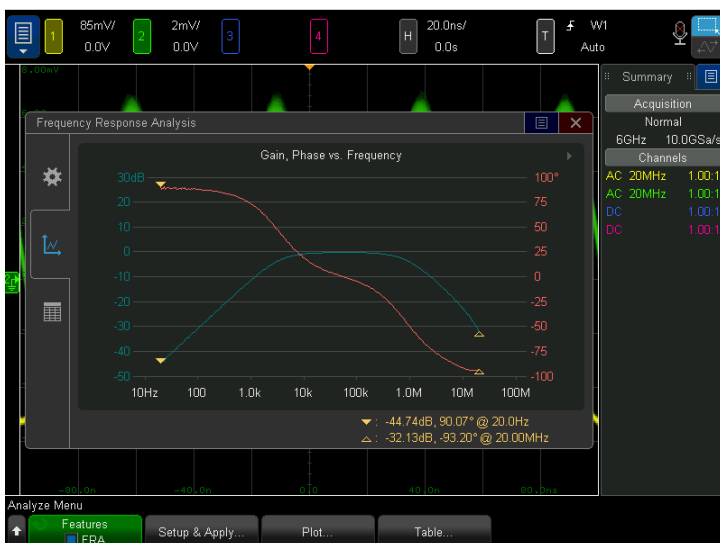 1 85mV/ 0.0V 2 2mV/ 0.0V 3 4 H 20.0ns/ 0.0s T W1 Auto
8.00mV
Summary
Acquisition
Normal
6GHz 10.0GSa/s
Channels
AC 20MHz 1.00:1
AC 20MHz 1.00:1
DC 1.00:1
DC 1.00:1
Frequency Response Analysis
Gain, Phase vs. Frequency
30dB 100°
20 75
10 50
0 25
-10 0
-20 -25
-30 -50
-40 -75
-50 -100
10Hz 100 1.0k 10k 100k 1.0M 10M 100M
: -44.74dB, 90.07° @ 20.0Hz
: -32.13dB, -93.20° @ 20.00MHz
-80.0n -40.0n 0.0 40.0n 80.0ns
Analyze Menu
Features
FRA
Setup & Apply...
Plot...
Table...